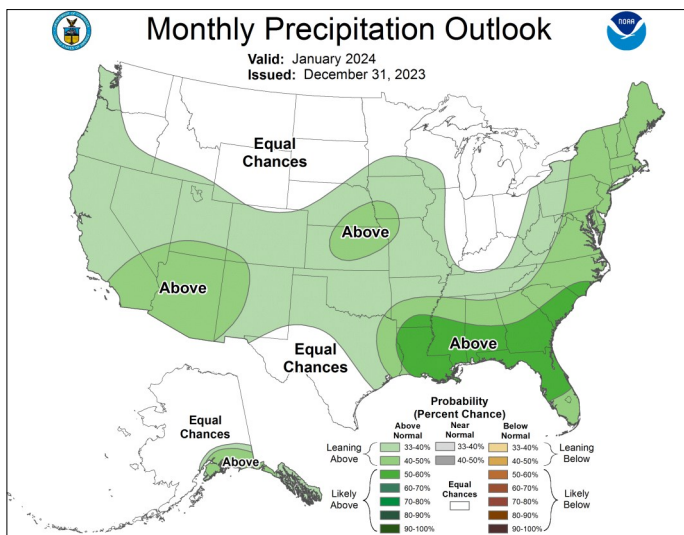 Monthly Precipitation Outlook
NOAA
Valid: January 2024
Issued: December 31, 2023
Equal
Chances
Above
Above
Equal
Chances
Above
Equal
Chances
Above
Probability
(Percent Chance)
Above
Normal
Near
Normal
Below
Normal
Leaning
Above
33-40%
40-50%
33-40%
40-50%
33-40%
40-50%
Leaning
Below
Likely
Above
50-60%
60-70%
70-80%
80-90%
90-100%
Equal
Chances
50-60%
60-70%
70-80%
80-90%
90-100%
Likely
Below